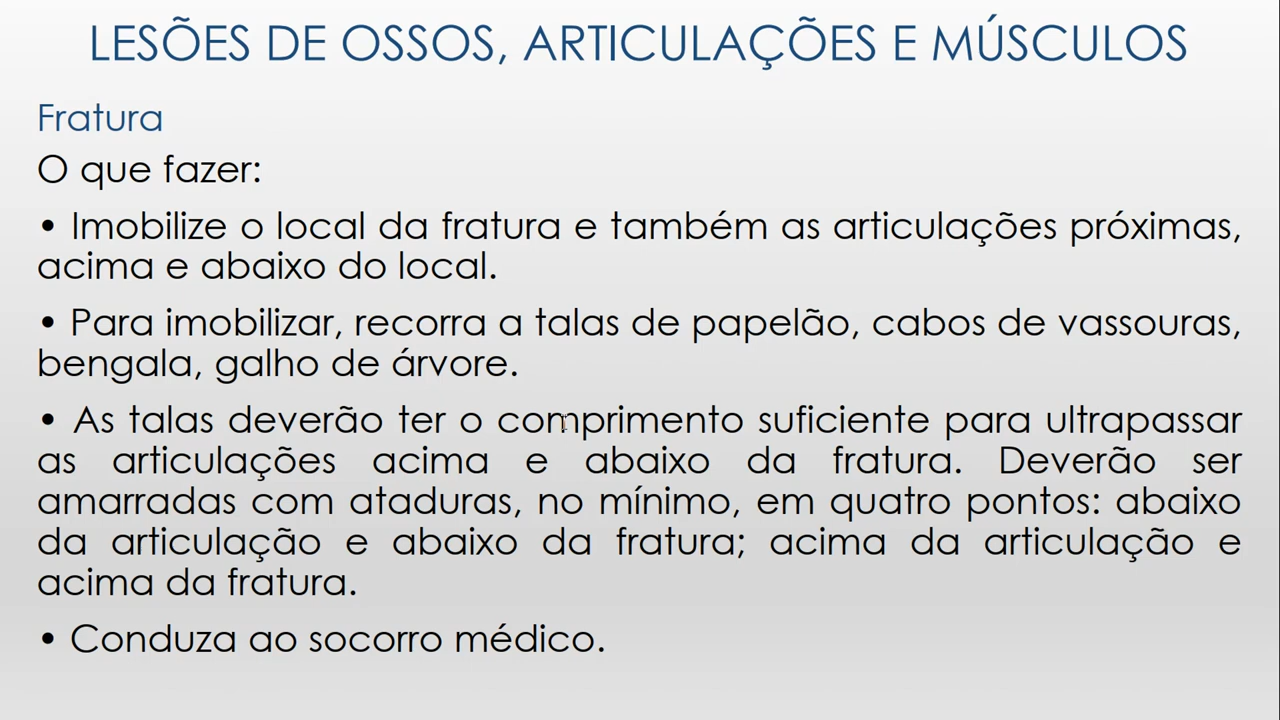 LESÕES DE OSSOS, ARTICULAÇÕES E MÚSCULOS
Fratura
O que fazer:
• Imobilize o local da fratura e também as articulações próximas,
acima e abaixo do local.
• Para imobilizar, recorra a talas de papelão, cabos de vassouras,
bengala, galho de árvore.
• As talas deverão ter o comprimento suficiente para ultrapassar
as articulações acima e abaixo da fratura. Deverão ser
amarradas com ataduras, no mínimo, em quatro pontos: abaixo
da articulação e abaixo da fratura; acima da articulação e
acima da fratura.
• Conduza ao socorro médico.